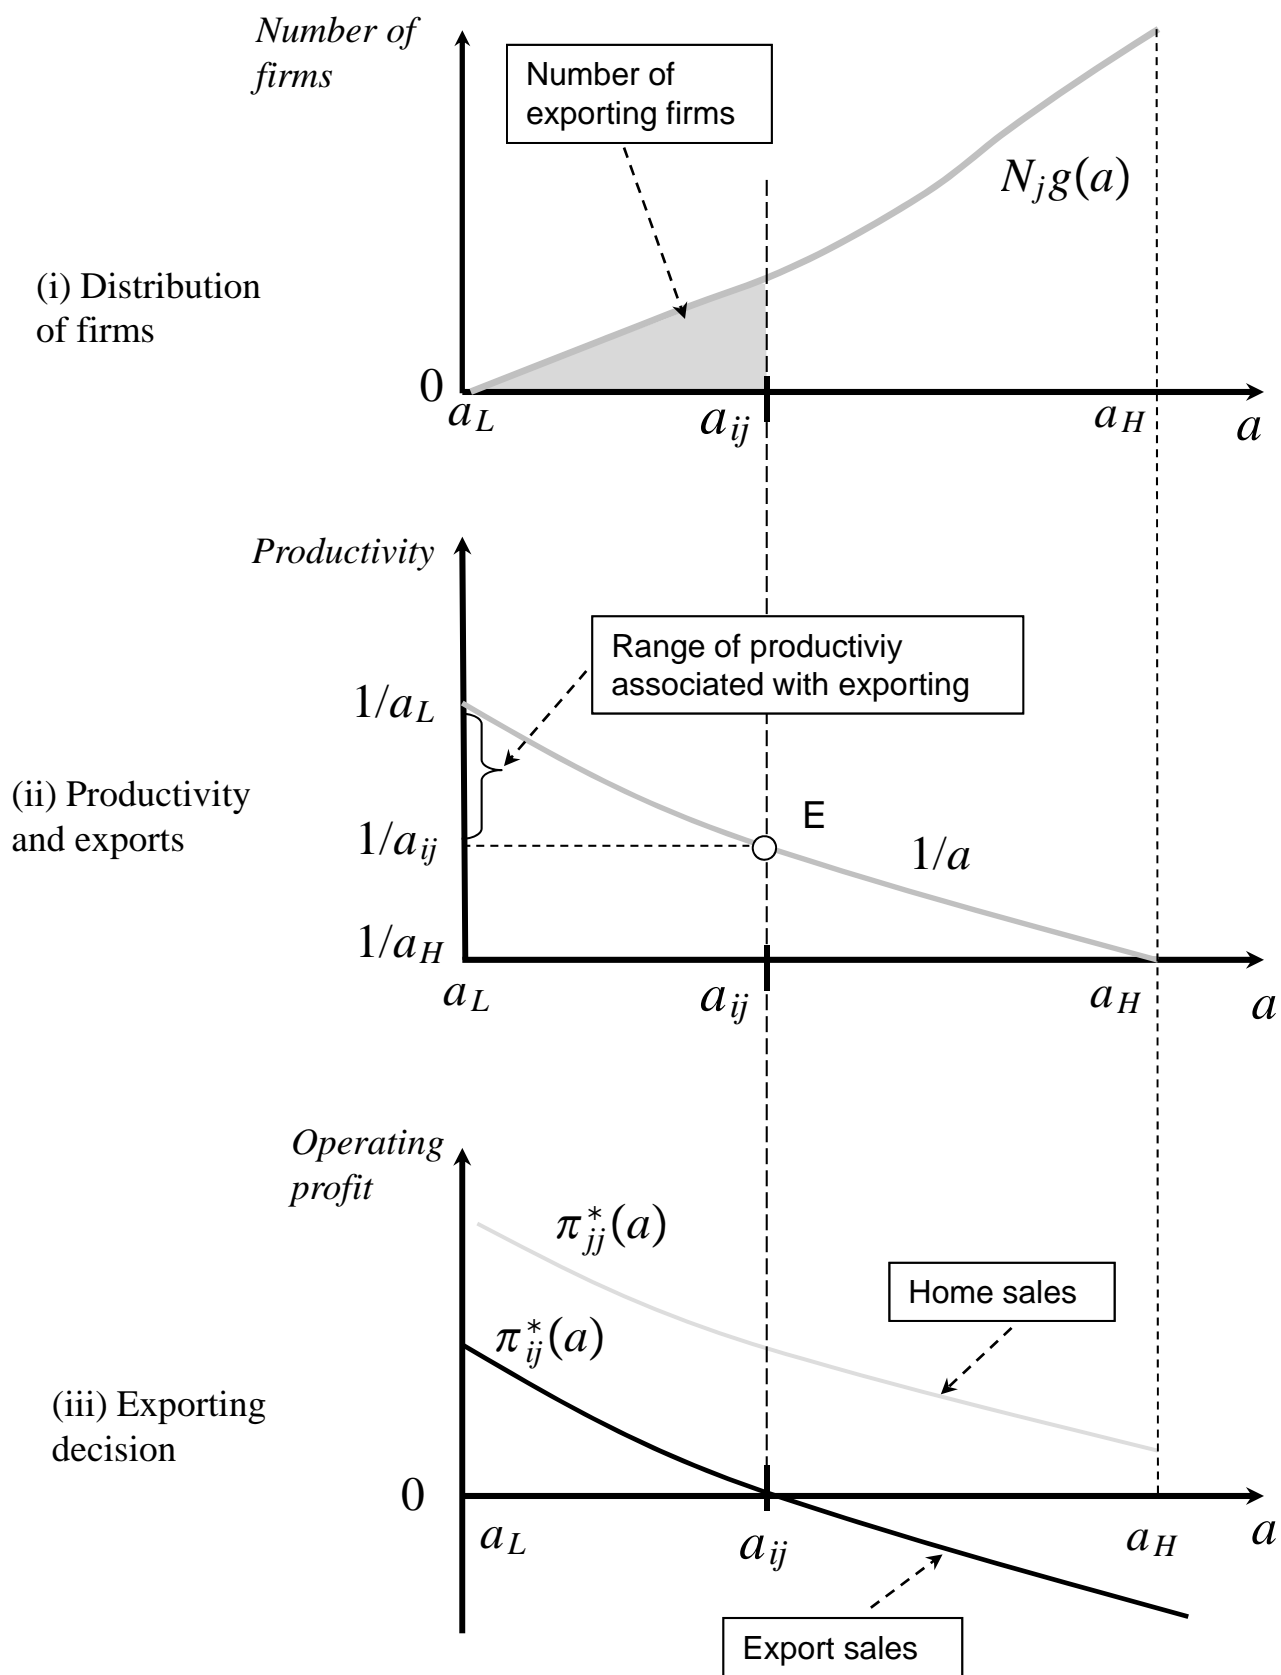 Number of
firms
Number of
exporting firms
N_j g(a)
(i) Distribution
of firms
0
a_L
a_ij
a_H
a
Productivity
Range of productiviy
associated with exporting
1/a_L
(ii) Productivity
and exports
E
1/a_ij
1/a
1/a_H
a_L
a_ij
a_H
a
Operating
profit
π*_jj(a)
Home sales
π*_ij(a)
(iii) Exporting
decision
0
a_L
a_ij
a_H
a
Export sales